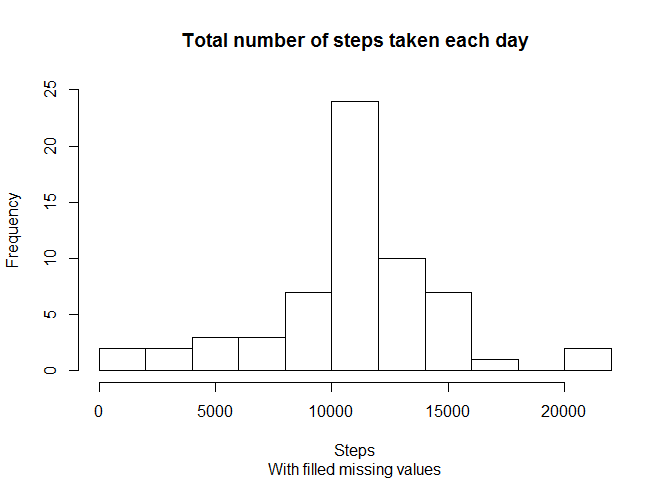 Total number of steps taken each day
25
20
15
10
5
0
Frequency
0 5000 10000 15000 20000
Steps
With filled missing values